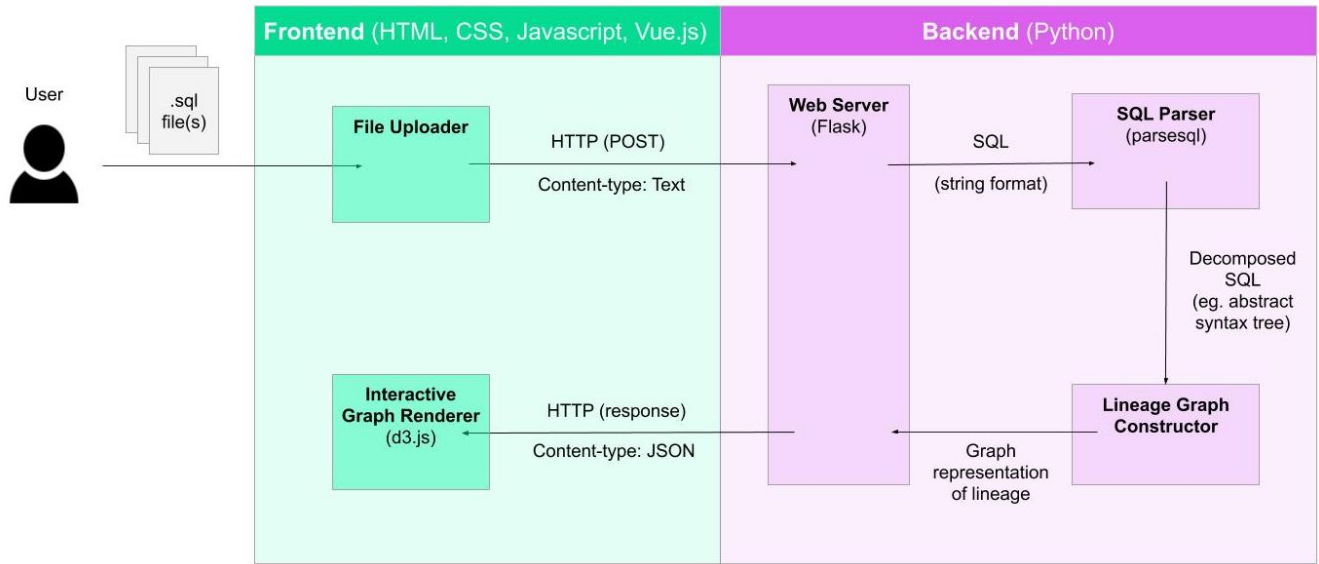 Frontend (HTML, CSS, Javascript, Vue.js)
Backend (Python)
User
.sql
file(s)
File Uploader
HTTP (POST)
Content-type: Text
Web Server
(Flask)
SQL
(string format)
SQL Parser
(parsesql)
Decomposed
SQL
(eg. abstract
syntax tree)
Interactive
Graph Renderer
(d3.js)
HTTP (response)
Content-type: JSON
Graph
representation
of lineage
Lineage Graph
Constructor